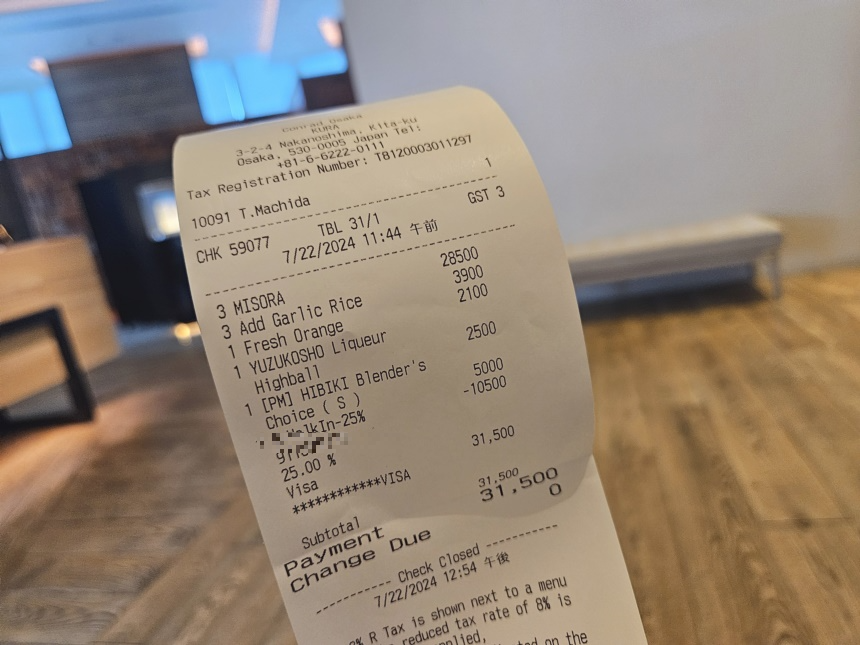 Conrad Osaka
KURA
3-2-4 Nakanoshima, Kita-ku
Osaka, 530-0005 Japan Tel:
+81-6-6222-0111
Tax Registration Number: T8120003011297
10091 T.Machida 1
CHK 59077 TBL 31/1 GST 3
7/22/2024 11:44 午前
3 MISORA 28500
3 Add Garlic Rice 3900
1 Fresh Orange 2100
1 YUZUKOSHO Liqueur
Highball 2500
1 [PM] HIBIKI Blender's
Choice ( S ) 5000
WalkIn-25% -10500
25.00 %
Visa 31,500
************VISA
Subtotal 31,500
Payment 31,500
Change Due 0
---------- Check Closed ----------
7/22/2024 12:54 午後
R Tax is shown next to a menu
reduced tax rate of 8% is
on the